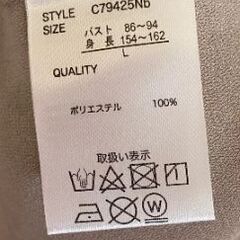 STYLE C79425Nb
SIZE バスト 86～94
身 長 154～162
L
QUALITY
ポリエステル 100%
取扱い表示
W